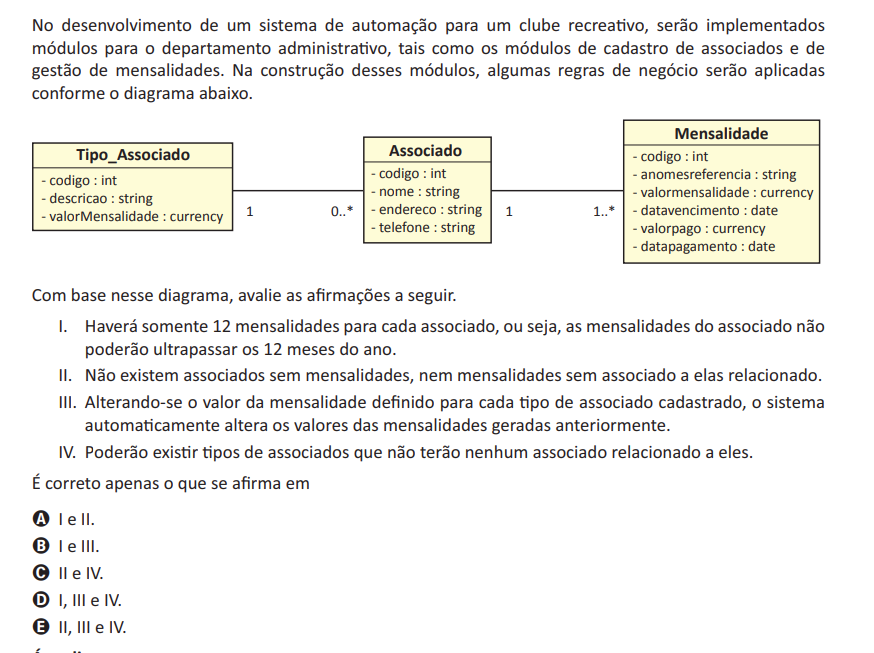 No desenvolvimento de um sistema de automação para um clube recreativo, serão implementados
módulos para o departamento administrativo, tais como os módulos de cadastro de associados e de
gestão de mensalidades. Na construção desses módulos, algumas regras de negócio serão aplicadas
conforme o diagrama abaixo.
Tipo_Associado
- codigo : int
- descricao : string
- valorMensalidade : currency
1
0..*
Associado
- codigo : int
- nome : string
- endereco : string
- telefone : string
1
1..*
Mensalidade
- codigo : int
- anomesreferencia : string
- valormensalidade : currency
- datavencimento : date
- valorpago : currency
- datapagamento : date
Com base nesse diagrama, avalie as afirmações a seguir.
I. Haverá somente 12 mensalidades para cada associado, ou seja, as mensalidades do associado não
poderão ultrapassar os 12 meses do ano.
II. Não existem associados sem mensalidades, nem mensalidades sem associado a elas relacionado.
III. Alterando-se o valor da mensalidade definido para cada tipo de associado cadastrado, o sistema
automaticamente altera os valores das mensalidades geradas anteriormente.
IV. Poderão existir tipos de associados que não terão nenhum associado relacionado a eles.
É correto apenas o que se afirma em
A I e II.
B I e III.
C II e IV.
D I, III e IV.
E II, III e IV.